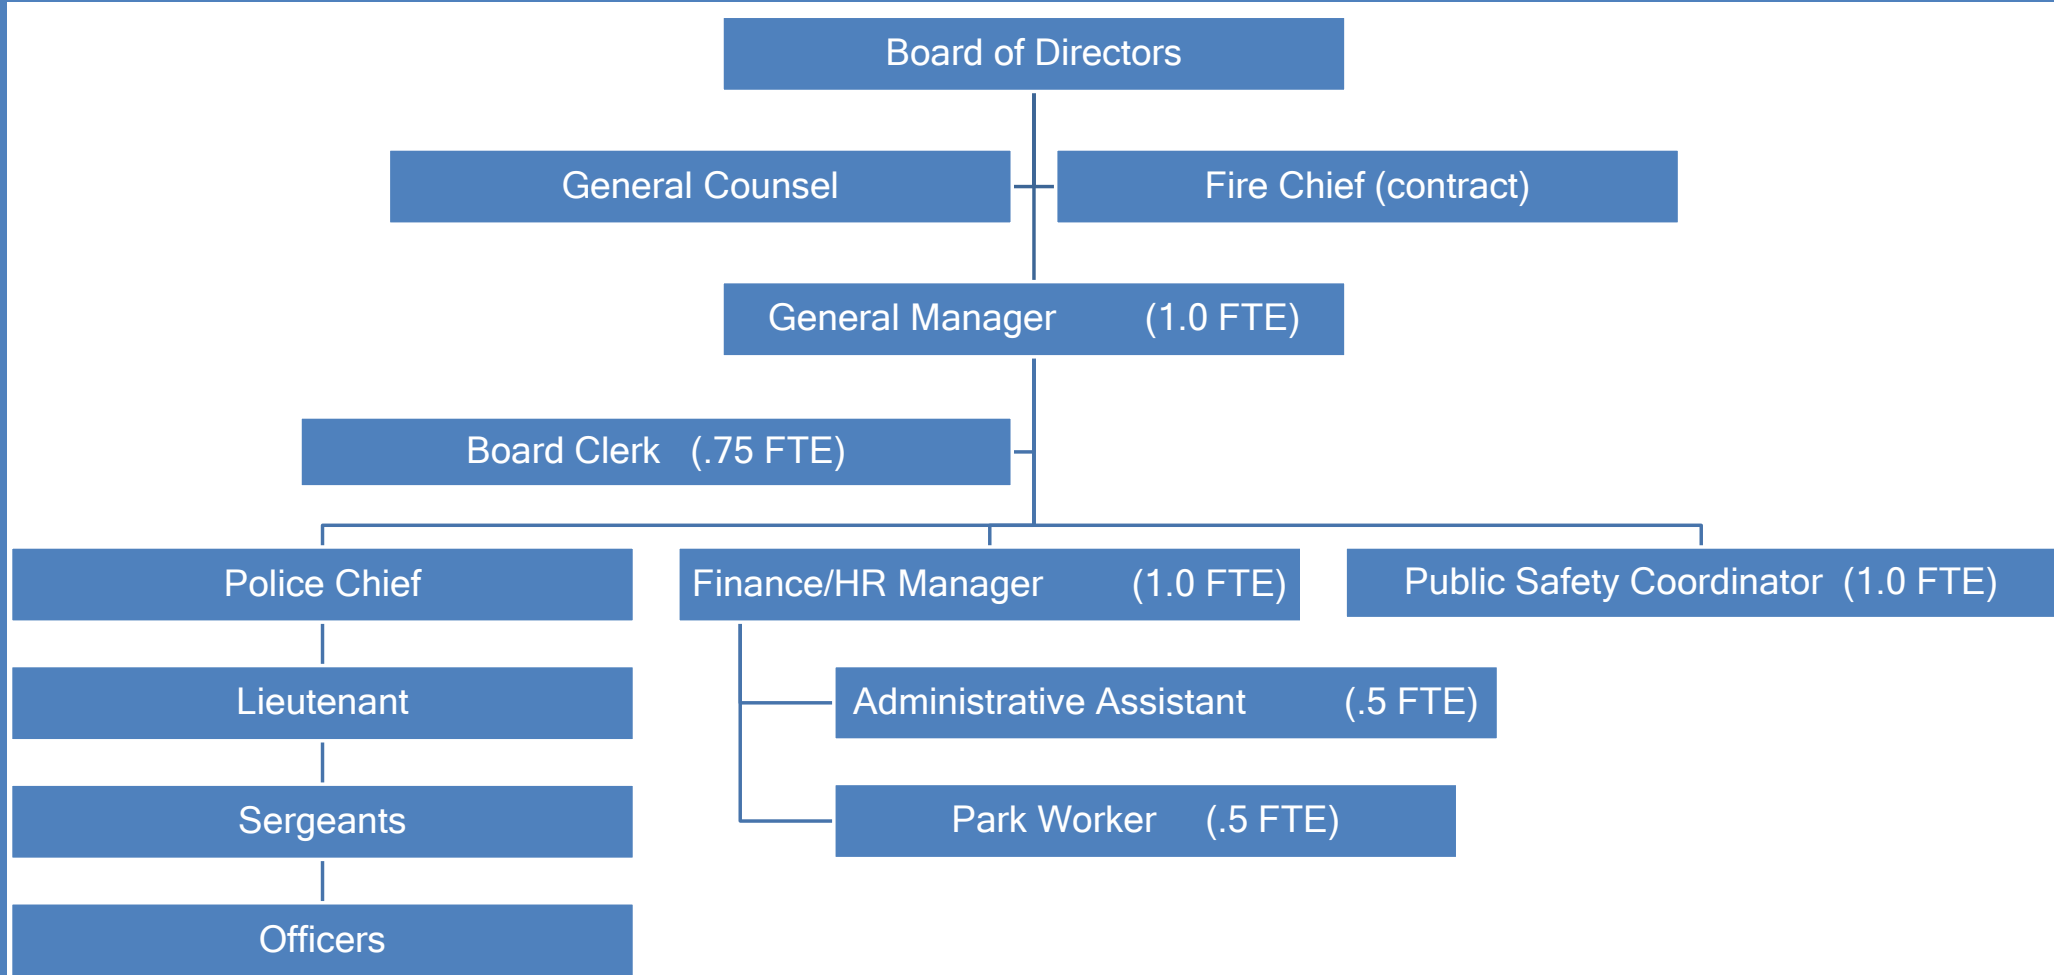 Board of Directors
General Counsel
Fire Chief (contract)
General Manager (1.0 FTE)
Board Clerk (.75 FTE)
Police Chief
Finance/HR Manager (1.0 FTE)
Public Safety Coordinator (1.0 FTE)
Lieutenant
Administrative Assistant (.5 FTE)
Sergeants
Park Worker (.5 FTE)
Officers